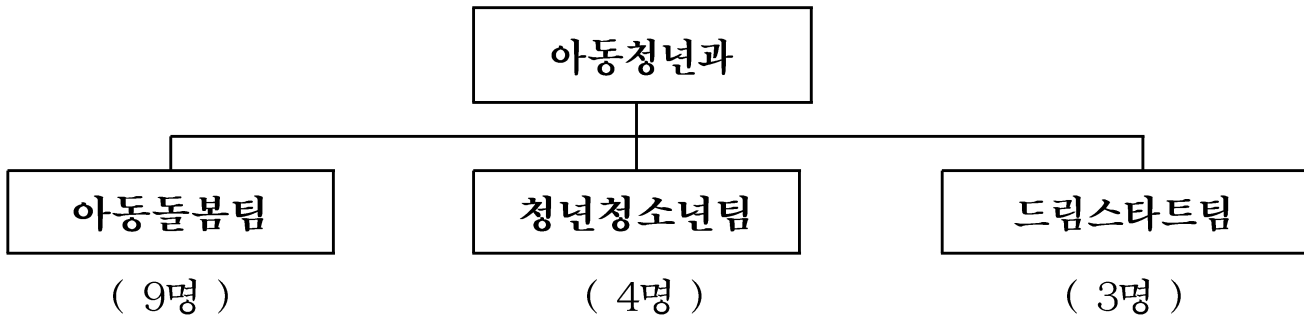 아동청년과
아동돌봄팀 청년청소년팀 드림스타트팀
( 9명 ) ( 4명 ) ( 3명 )